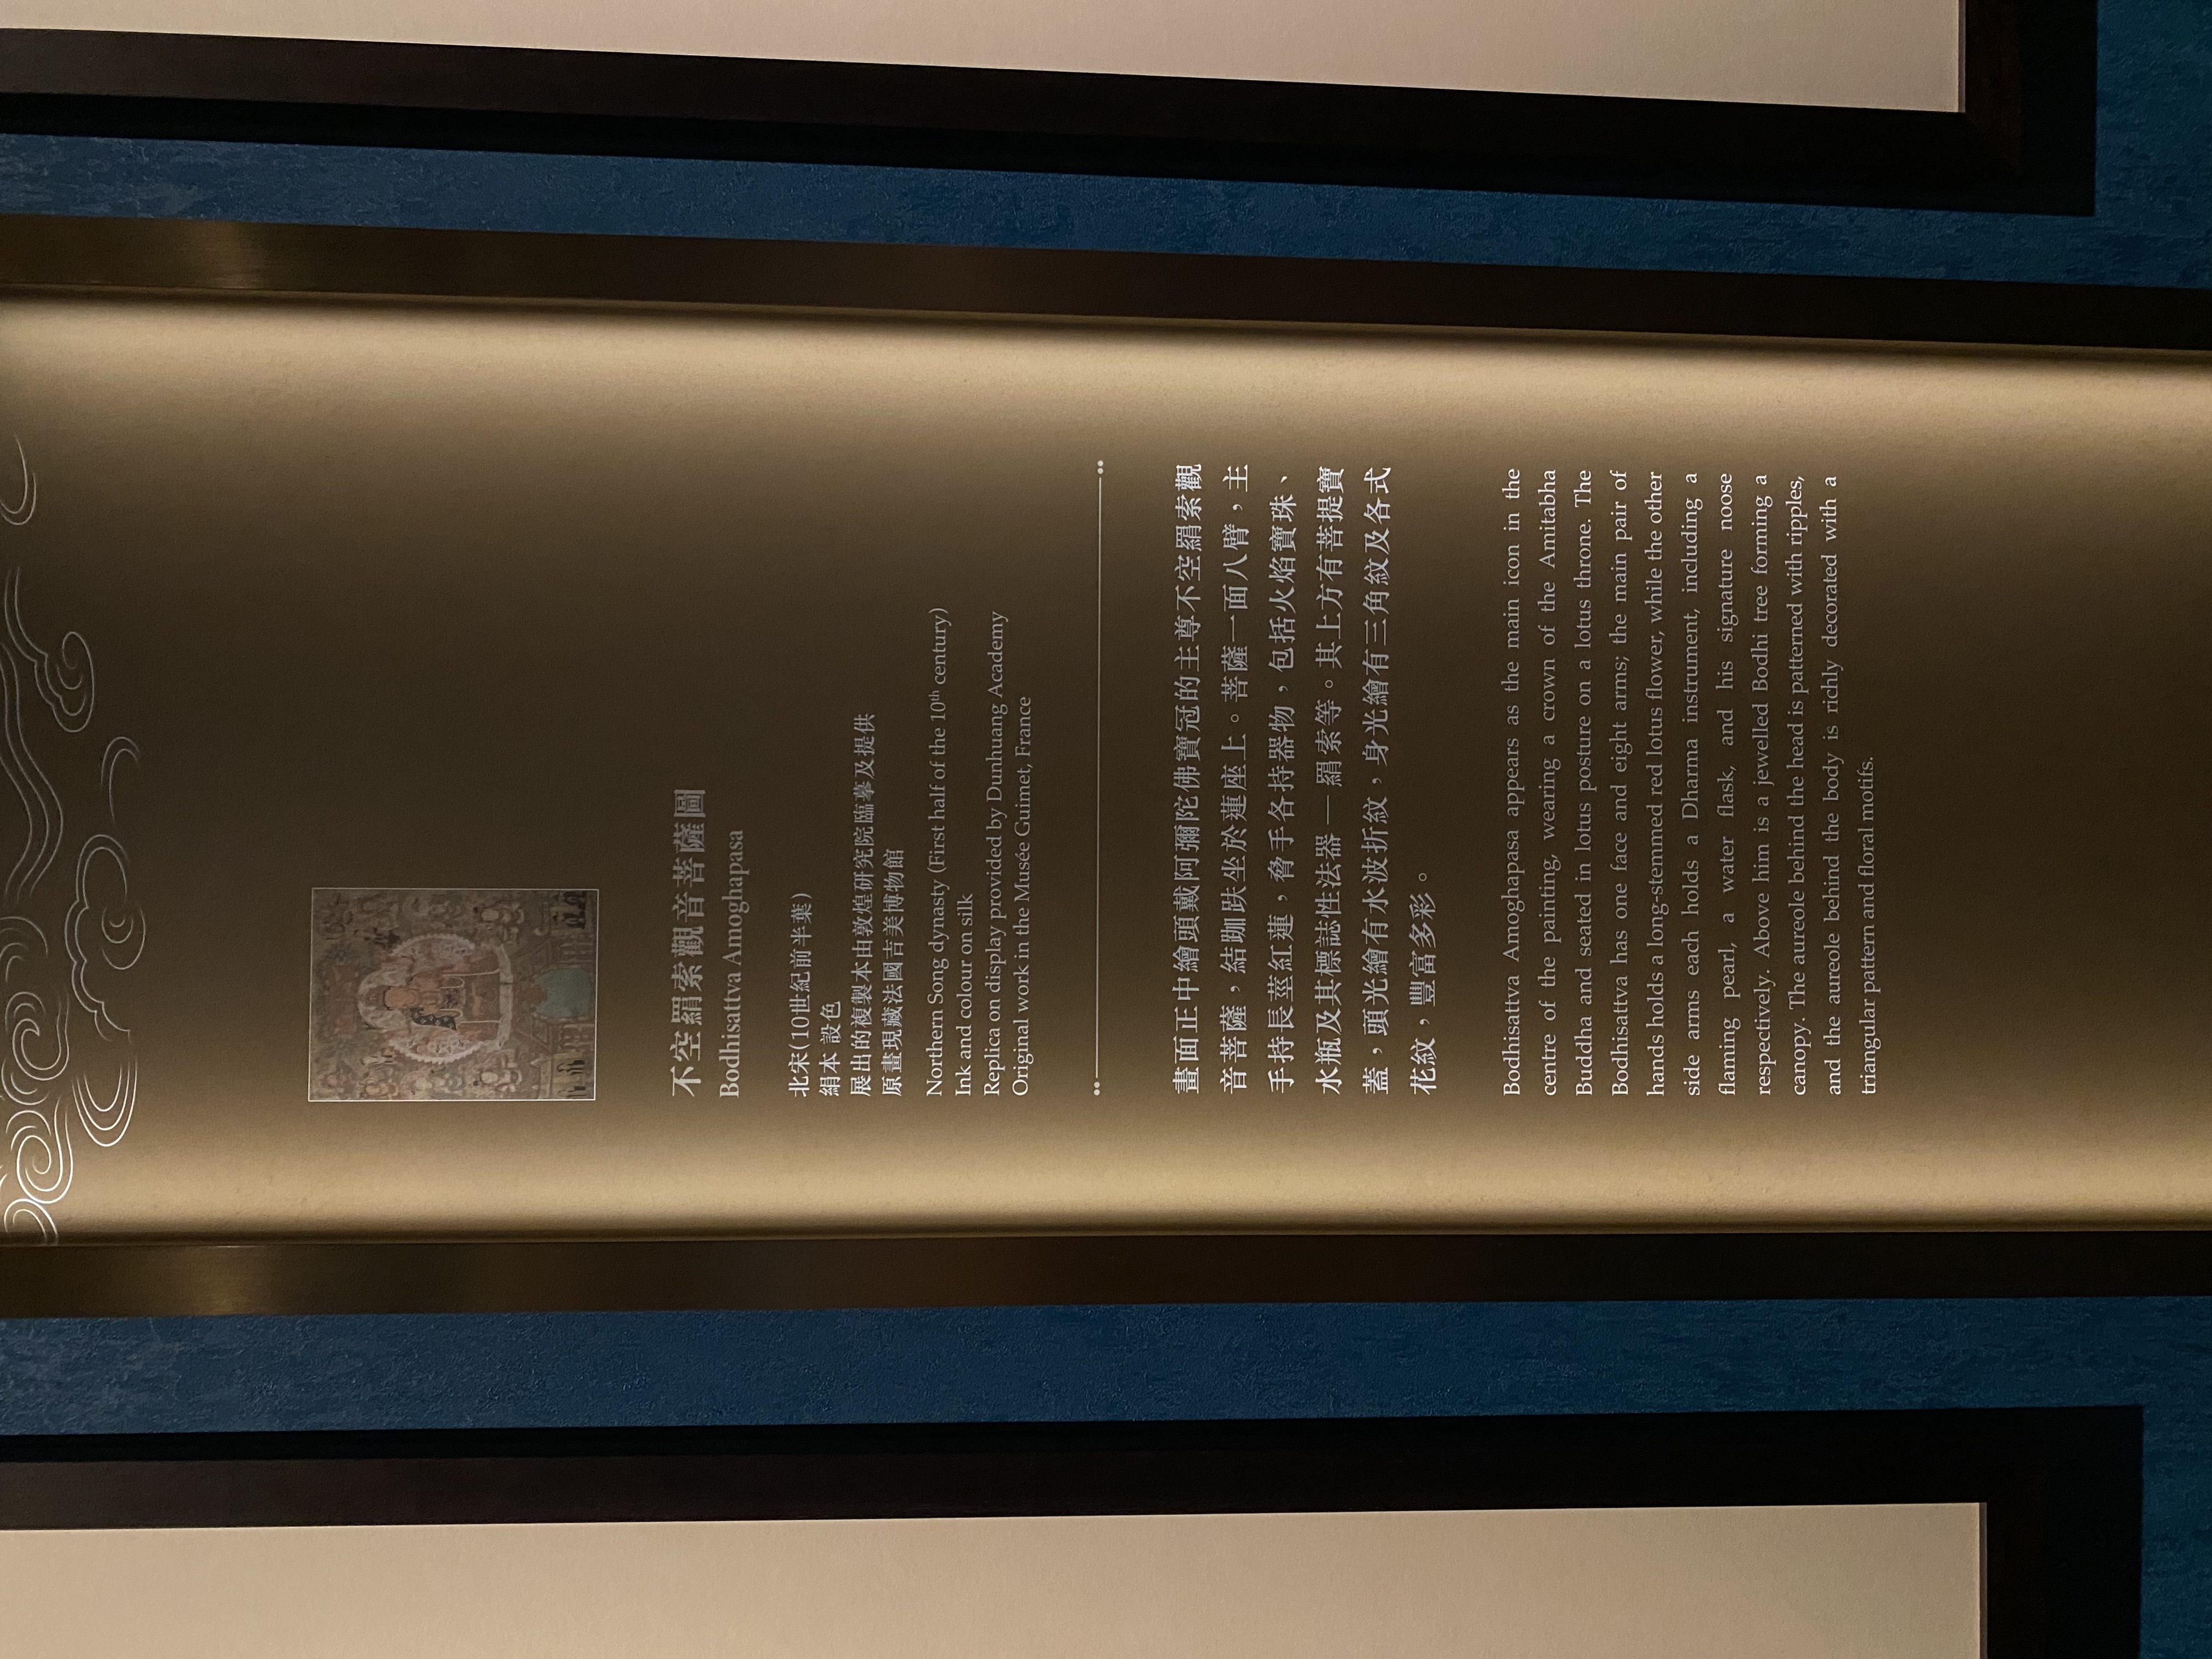 不空羂索觀音菩薩圖
Bodhisattva Amoghapasa
北宋(10世紀前半葉)
絹本 設色
展出的複製本由敦煌研究院臨摹及提供
原畫現藏法國吉美博物館
Northern Song dynasty (First half of the 10th century)
Ink and colour on silk
Replica on display provided by Dunhuang Academy
Original work in the Musée Guimet, France
畫面正中繪頭戴阿彌陀佛寶冠的主尊不空羂索觀
音菩薩，結跏趺坐於蓮座上。菩薩一面八臂，主
手持長莖紅蓮，脅手各持器物，包括火焰寶珠、
水瓶及其標誌性法器—羂索等。其上方有菩提寶
蓋，頭光繪有水波折紋，身光繪有三角紋及各式
花紋，豐富多彩。
Bodhisattva Amoghapasa appears as the main icon in the
centre of the painting, wearing a crown of the Amitabha
Buddha and seated in lotus posture on a lotus throne. The
Bodhisattva has one face and eight arms; the main pair of
hands holds a long-stemmed red lotus flower, while the other
side arms each holds a Dharma instrument, including a
flaming pearl, a water flask, and his signature noose
respectively. Above him is a jewelled Bodhi tree forming a
canopy. The aureole behind the head is patterned with ripples,
and the aureole behind the body is richly decorated with a
triangular pattern and floral motifs.